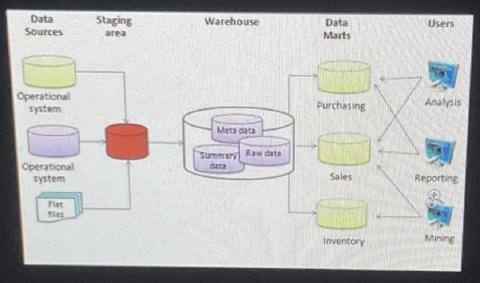 Data
Sources
Staging
area
Warehouse
Data
Marts
Users
Operational
system
Operational
system
Flat
files
Meta data
Summary
data
Raw data
Purchasing
Sales
Inventory
Analysis
Reporting
Mining